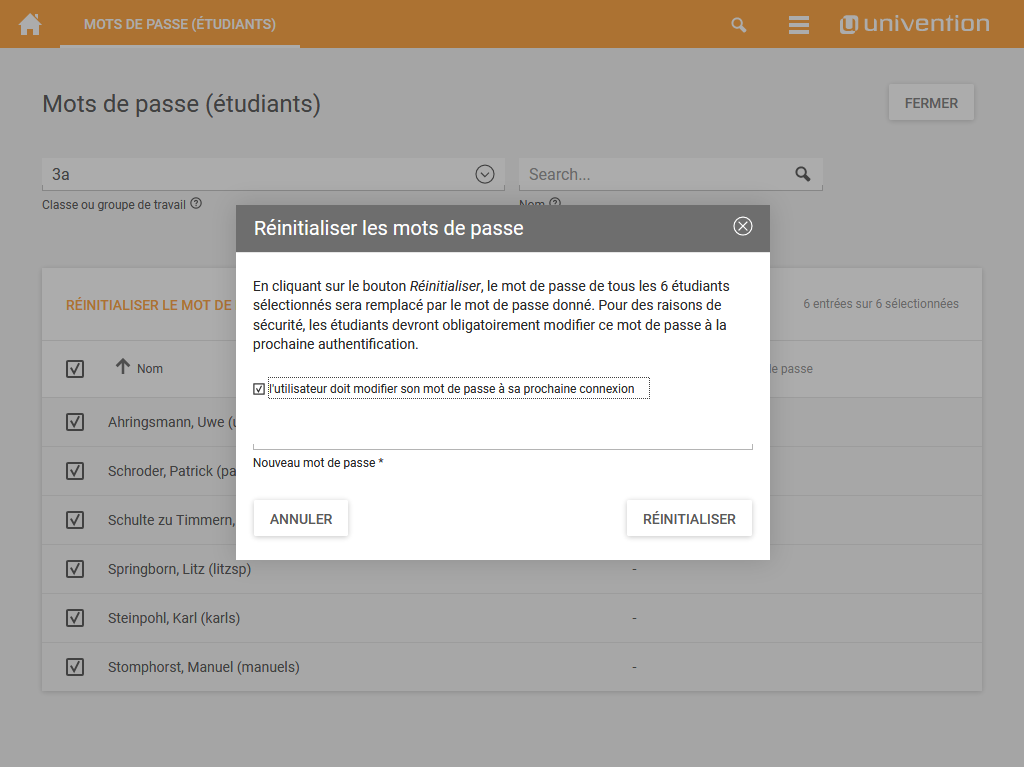 MOTS DE PASSE (ÉTUDIANTS)
univention
Mots de passe (étudiants)
FERMER
3a
Search...
Classe ou groupe de travail
Nom
Réinitialiser les mots de passe
En cliquant sur le bouton Réinitialiser, le mot de passe de tous les 6 étudiants
sélectionnés sera remplacé par le mot de passe donné. Pour des raisons de
sécurité, les étudiants devront obligatoirement modifier ce mot de passe à la
prochaine authentification.
l'utilisateur doit modifier son mot de passe à sa prochaine connexion
Nouveau mot de passe *
ANNULER
RÉINITIALISER
RÉINITIALISER LE MOT DE
6 entrées sur 6 sélectionnées
Nom
de passe
Ahringsmann, Uwe (u
Schroder, Patrick (pa
Schulte zu Timmern,
Springborn, Litz (litzsp) -
Steinpohl, Karl (karls) -
Stomphorst, Manuel (manuels) -